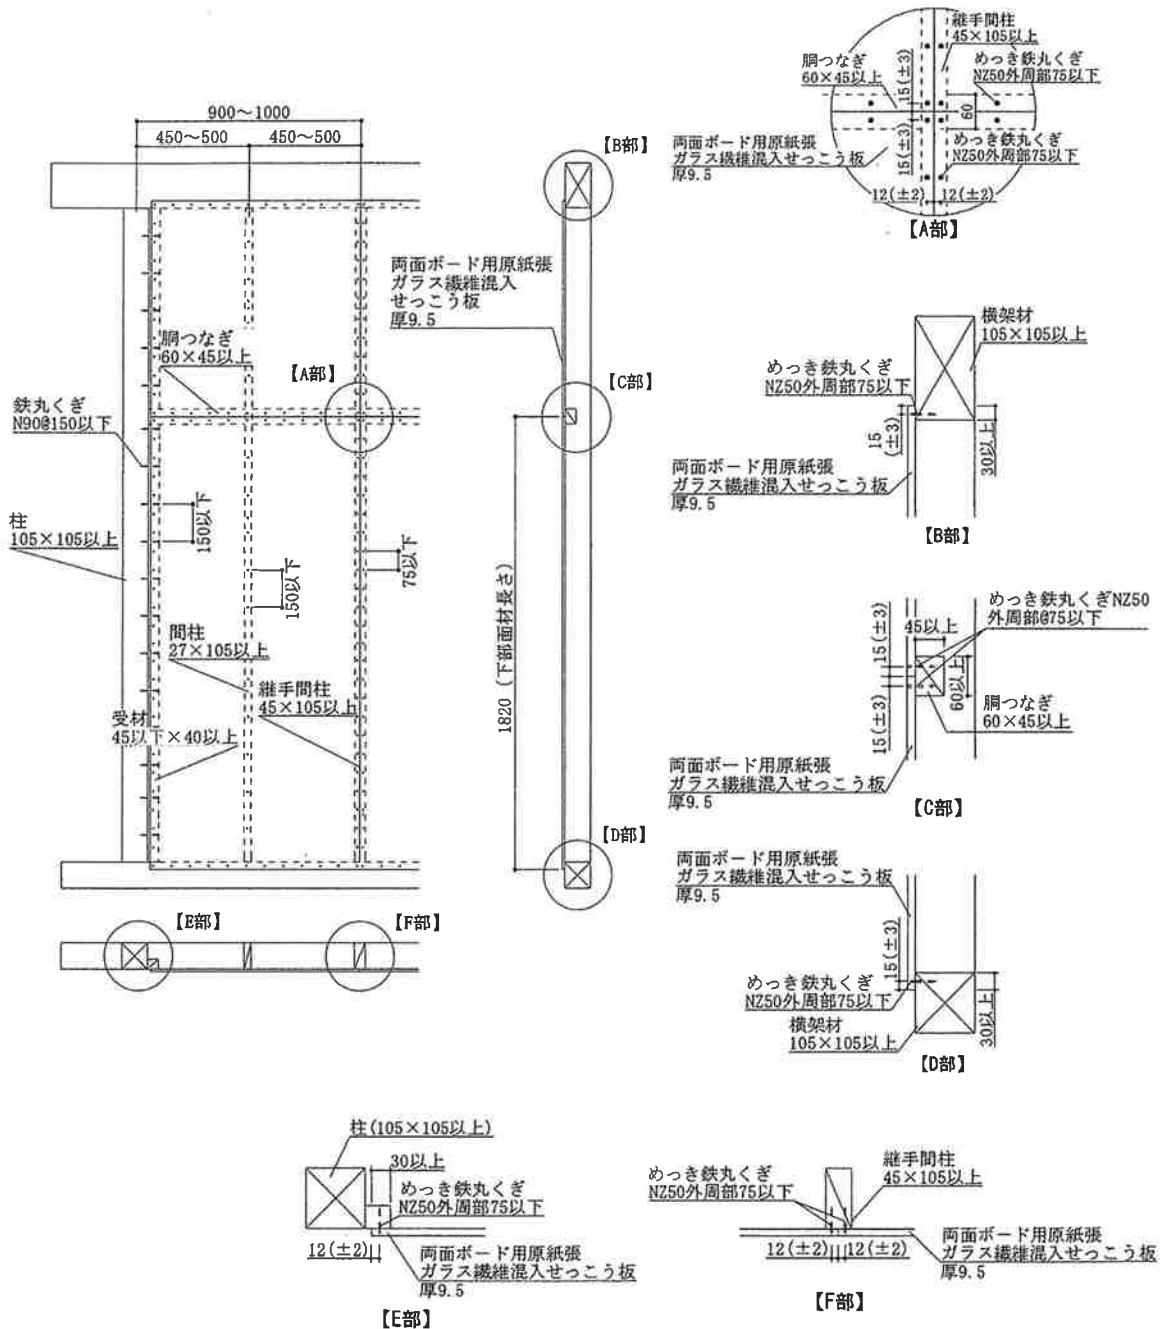 900～1000
450～500
450～500
胴つなぎ
60×45以上
【A部】
鉄丸くぎ
N90@150以下
柱
105×105以上
150以下
150以下
75以下
間柱
27×105以上
継手間柱
45×105以上
受材
45以下×40以上
【E部】
【F部】
【B部】
両面ボード用原紙張
ガラス繊維混入
せっこう板
厚9.5
【C部】
1820（下部面材長さ）
【D部】
継手間柱
45×105以上
胴つなぎ
60×45以上
めっき鉄丸くぎ
NZ50外周部75以下
15(±3)
60
両面ボード用原紙張
ガラス繊維混入せっこう板
厚9.5
15(±3)
めっき鉄丸くぎ
NZ50外周部75以下
12(±2)
12(±2)
【A部】
横架材
105×105以上
めっき鉄丸くぎ
NZ50外周部75以下
15
(±3)
30以上
両面ボード用原紙張
ガラス繊維混入せっこう板
厚9.5
【B部】
めっき鉄丸くぎNZ50
外周部@75以下
15(±3)
45以上
60以上
15(±3)
胴つなぎ
60×45以上
両面ボード用原紙張
ガラス繊維混入せっこう板
厚9.5
【C部】
両面ボード用原紙張
ガラス繊維混入せっこう板
厚9.5
15(±3)
めっき鉄丸くぎ
NZ50外周部75以下
30以上
横架材
105×105以上
【D部】
柱(105×105以上)
30以上
めっき鉄丸くぎ
NZ50外周部75以下
12(±2)
両面ボード用原紙張
ガラス繊維混入せっこう板
厚9.5
【E部】
めっき鉄丸くぎ
NZ50外周部75以下
継手間柱
45×105以上
12(±2)
12(±2)
両面ボード用原紙張
ガラス繊維混入せっこう板
厚9.5
【F部】